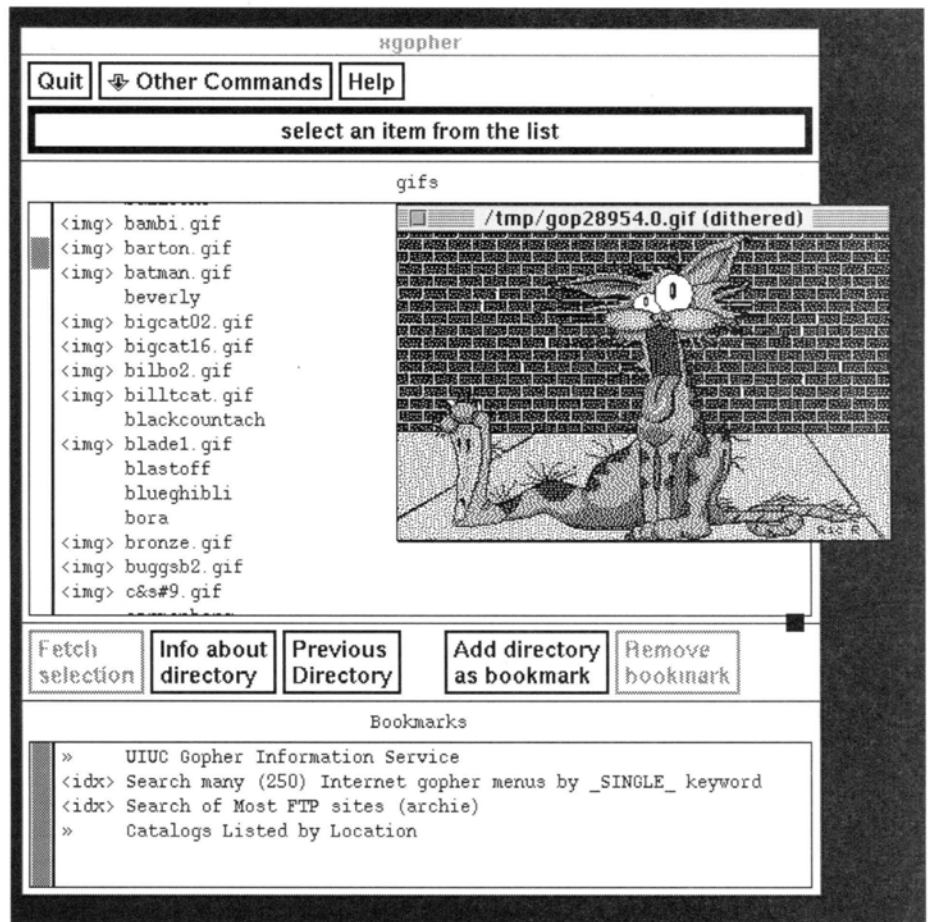 xgopher
Quit Other Commands Help
select an item from the list
gifs
<img> bambi.gif
<img> barton.gif
<img> batman.gif
beverly
<img> bigcat02.gif
<img> bigcat16.gif
<img> bilbo2.gif
<img> billtcat.gif
blackcountach
<img> blade1.gif
blastoff
blueghibli
bora
<img> bronze.gif
<img> buggsb2.gif
<img> c&s#9.gif
/tmp/gop28954.0.gif (dithered)
Fetch selection
Info about directory
Previous Directory
Add directory as bookmark
Remove bookmark
Bookmarks
» UIUC Gopher Information Service
<idx> Search many (250) Internet gopher menus by _SINGLE_ keyword
<idx> Search of Most FTP sites (archie)
» Catalogs Listed by Location